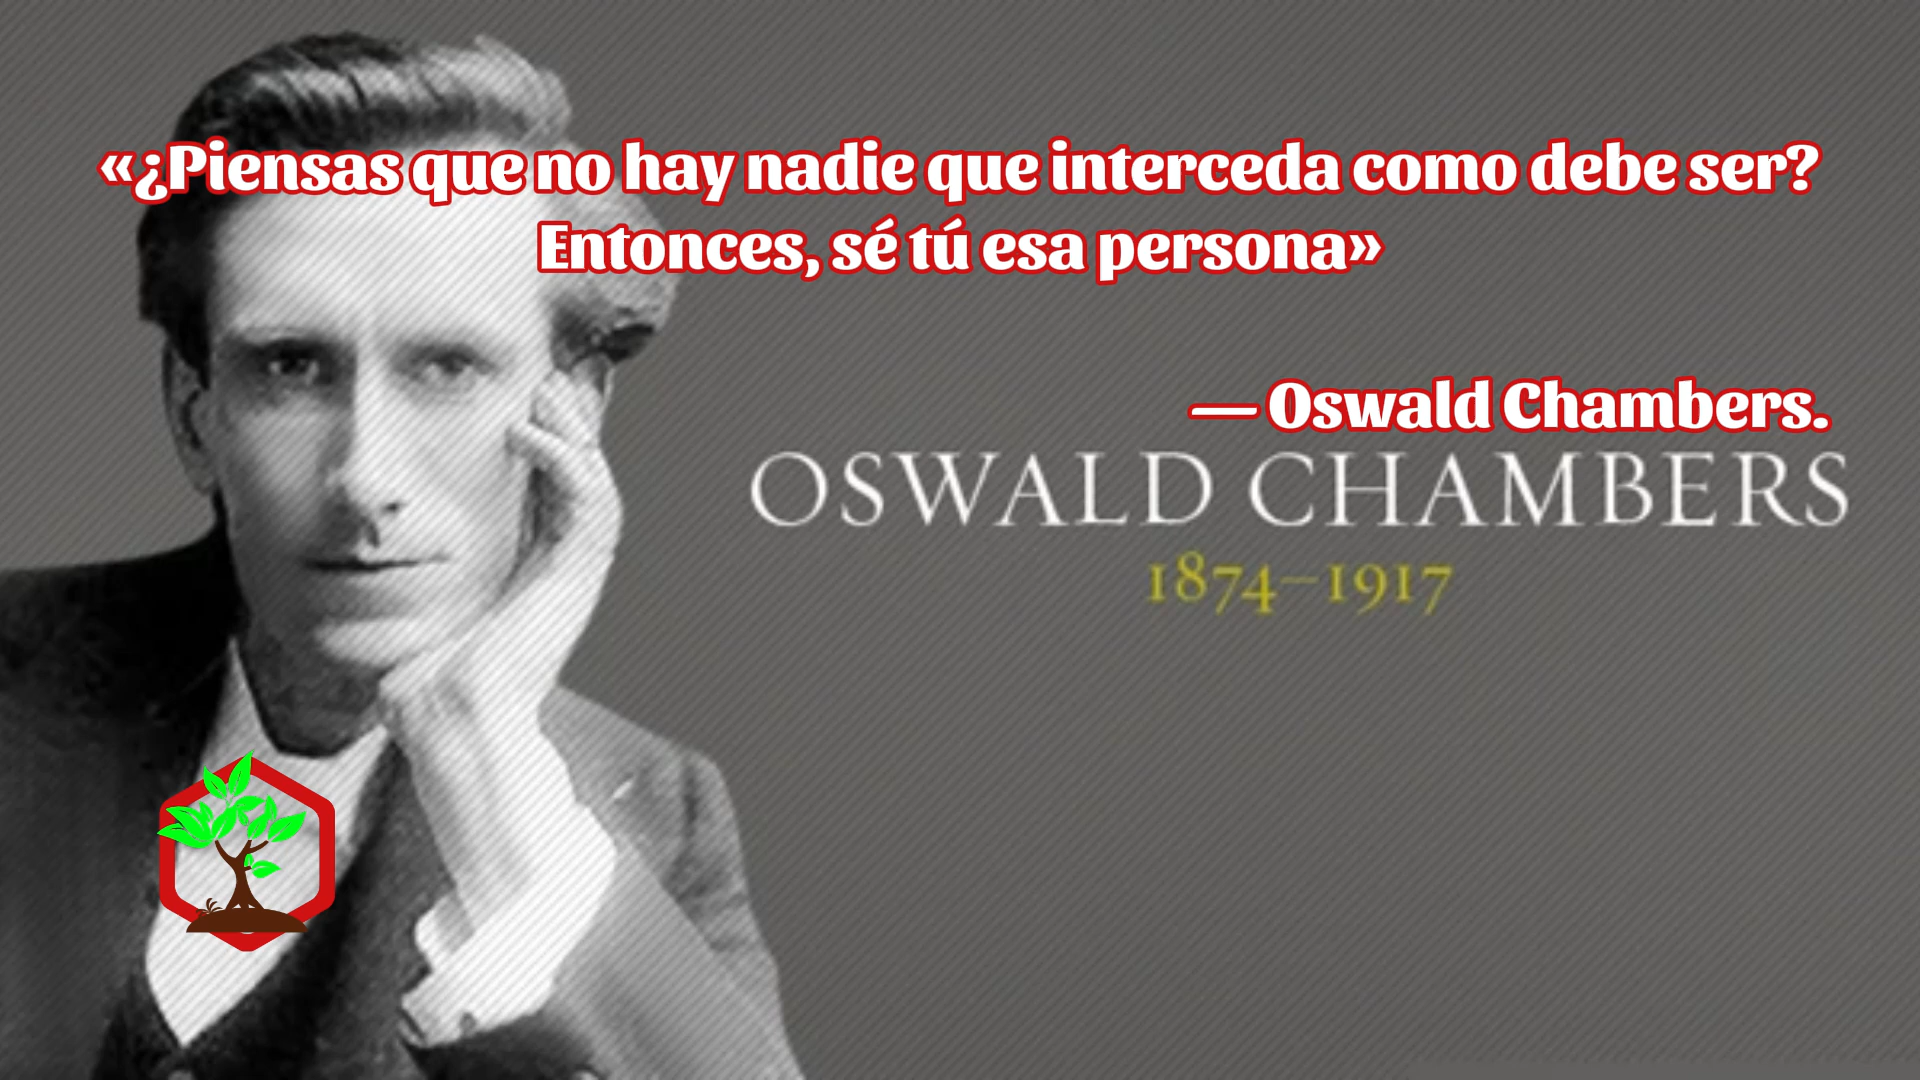 «¿Piensas que no hay nadie que interceda como debe ser?
Entonces, sé tú esa persona»
— Oswald Chambers.
OSWALD CHAMBERS
1874–1917